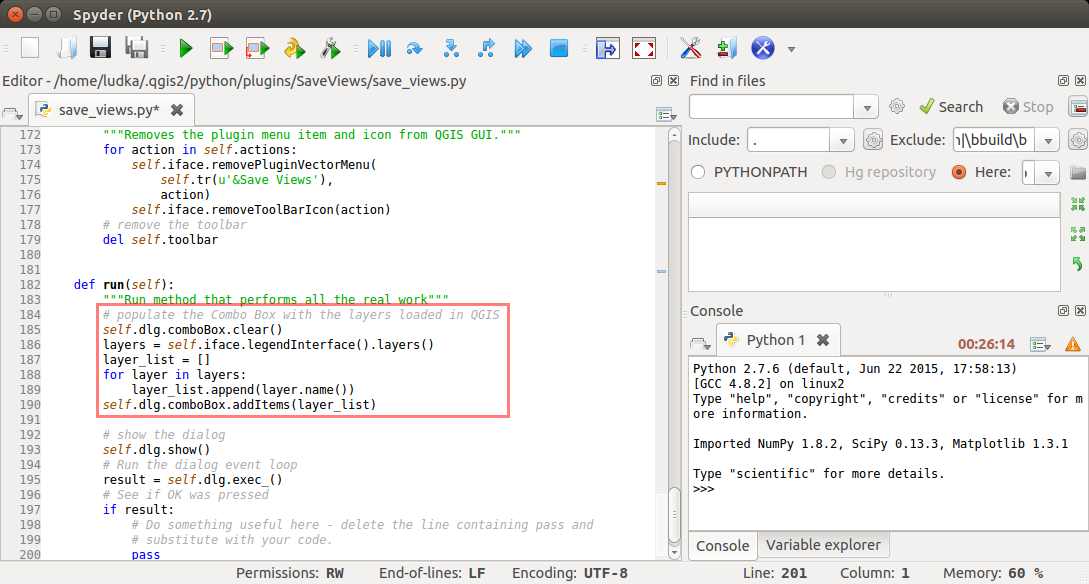 Spyder (Python 2.7)
Editor - /home/ludka/.qgis2/python/plugins/SaveViews/save_views.py
save_views.py*
172         """Removes the plugin menu item and icon from QGIS GUI."""
173         for action in self.actions:
174             self.iface.removePluginVectorMenu(
175                 self.tr(u'&Save Views'),
176                 action)
177             self.iface.removeToolBarIcon(action)
178         # remove the toolbar
179         del self.toolbar
180
181
182     def run(self):
183         """Run method that performs all the real work"""
184         # populate the Combo Box with the layers loaded in QGIS
185         self.dlg.comboBox.clear()
186         layers = self.iface.legendInterface().layers()
187         layer_list = []
188         for layer in layers:
189             layer_list.append(layer.name())
190         self.dlg.comboBox.addItems(layer_list)
191
192         # show the dialog
193         self.dlg.show()
194         # Run the dialog event loop
195         result = self.dlg.exec_()
196         # See if OK was pressed
197         if result:
198             # Do something useful here - delete the line containing pass and
199             # substitute with your code.
200             pass
Find in files
Search
Stop
Include:
.
Exclude:
|\bbuild\b
PYTHONPATH
Hg repository
Here:
Console
Python 1
00:26:14
Python 2.7.6 (default, Jun 22 2015, 17:58:13)
[GCC 4.8.2] on linux2
Type "help", "copyright", "credits" or "license" for m
ore information.
Imported NumPy 1.8.2, SciPy 0.13.3, Matplotlib 1.3.1
Type "scientific" for more details.
>>>
Console
Variable explorer
Permissions: RW
End-of-lines: LF
Encoding: UTF-8
Line: 201
Column: 1
Memory: 60 %